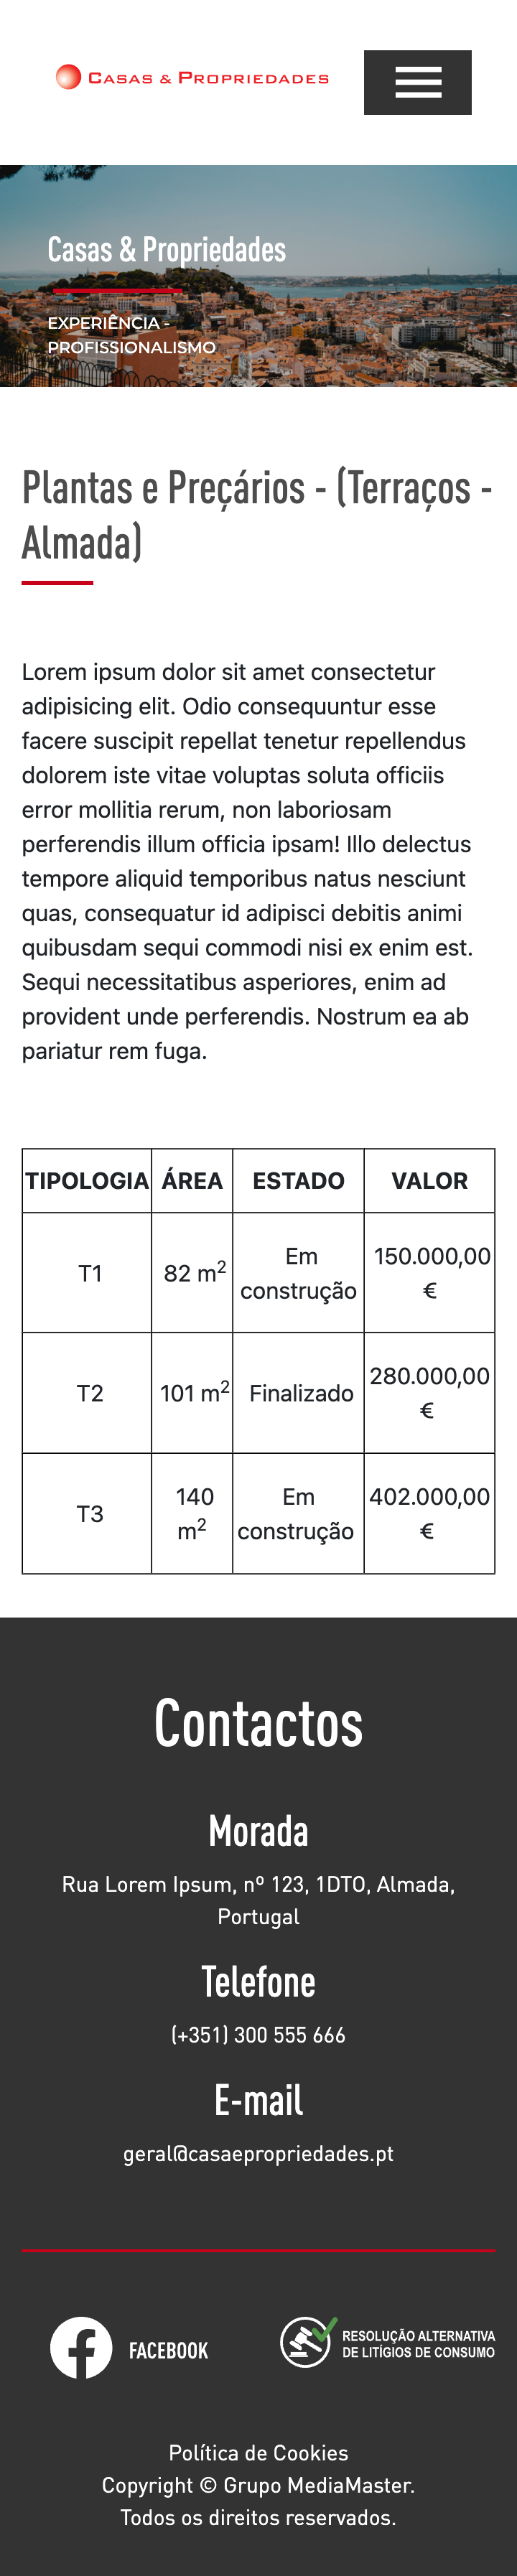 CASAS & PROPRIEDADES
Casas & Propriedades
EXPERIÊNCIA -
PROFISSIONALISMO
Plantas e Preçários - (Terraços -
Almada)
Lorem ipsum dolor sit amet consectetur
adipisicing elit. Odio consequuntur esse
facere suscipit repellat tenetur repellendus
dolorem iste vitae voluptas soluta officiis
error mollitia rerum, non laboriosam
perferendis illum officia ipsam! Illo delectus
tempore aliquid temporibus natus nesciunt
quas, consequatur id adipisci debitis animi
quibusdam sequi commodi nisi ex enim est.
Sequi necessitatibus asperiores, enim ad
provident unde perferendis. Nostrum ea ab
pariatur rem fuga.
TIPOLOGIA ÁREA ESTADO VALOR
T1 82 m² Em construção 150.000,00 €
T2 101 m² Finalizado 280.000,00 €
T3 140 m² Em construção 402.000,00 €
Contactos
Morada
Rua Lorem Ipsum, nº 123, 1DTO, Almada,
Portugal
Telefone
(+351) 300 555 666
E-mail
geral@casaepropriedades.pt
FACEBOOK
RESOLUÇÃO ALTERNATIVA
DE LITÍGIOS DE CONSUMO
Política de Cookies
Copyright © Grupo MediaMaster.
Todos os direitos reservados.